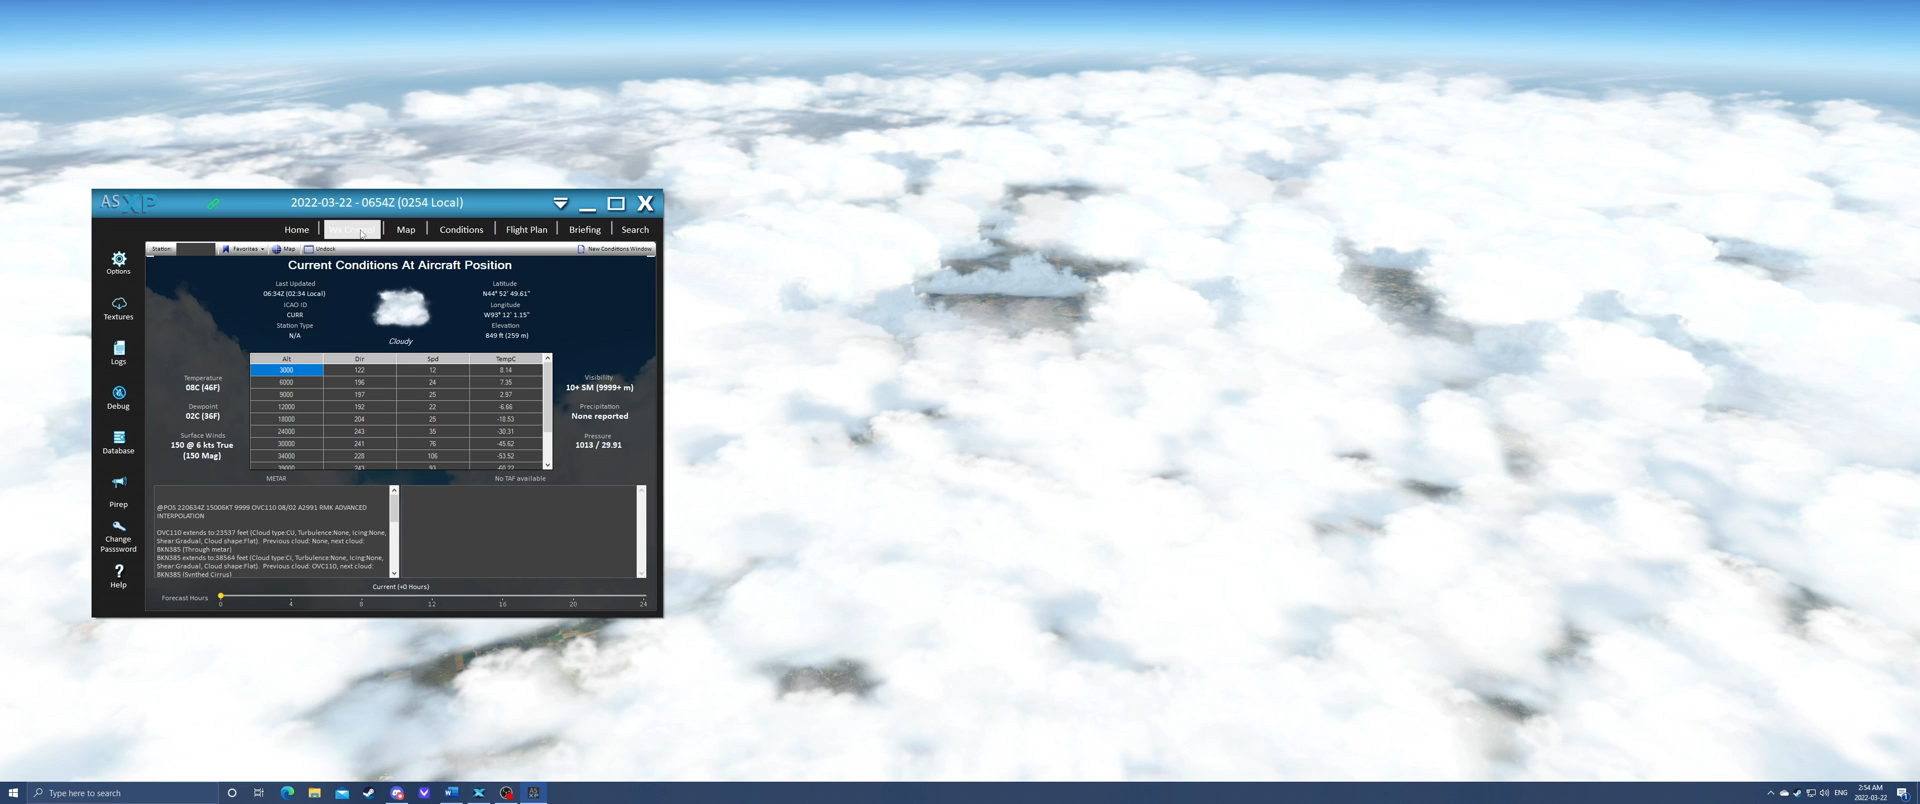 ASXP
2022-03-22 - 0654Z (0254 Local)
Home
Wx Control
Map
Conditions
Flight Plan
Briefing
Search
Station:
Favorites
Map
Undock
New Conditions Window
Options
Textures
Logs
Debug
Database
Pirep
Change
Password
Help
Current Conditions At Aircraft Position
Last Updated
06:34Z (02:34 Local)
ICAO ID
CURR
Station Type
N/A
Cloudy
Latitude
N44° 52' 49.61"
Longitude
W93° 12' 1.15"
Elevation
849 ft (259 m)
Temperature
08C (46F)
Dewpoint
02C (36F)
Surface Winds
150 @ 6 kts True
(150 Mag)
Alt Dir Spd TempC
3000 122 12 8.14
6000 196 24 7.35
9000 197 25 2.97
12000 192 22 -6.66
18000 204 25 -18.53
24000 243 35 -30.31
30000 241 76 -45.62
34000 228 106 -53.52
39000 243 93 -60.22
Visibility
10+ SM (9999+ m)
Precipitation
None reported
Pressure
1013 / 29.91
METAR
No TAF available
@POS 220634Z 15006KT 9999 OVC110 08/02 A2991 RMK ADVANCED
INTERPOLATION
OVC110 extends to:23537 feet (Cloud type:CU, Turbulence:None, Icing:None,
Shear:Gradual, Cloud shape:Flat).  Previous cloud: None, next cloud:
BKN385 (Through metar)
BKN385 extends to:38564 feet (Cloud type:CI, Turbulence:None, Icing:None,
Shear:Gradual, Cloud shape:Flat).  Previous cloud: OVC110, next cloud:
BKN385 (Synthed Cirrus)
Current (+0 Hours)
Forecast Hours
0 4 8 12 16 20 24
Type here to search
ENG
2:54 AM
2022-03-22